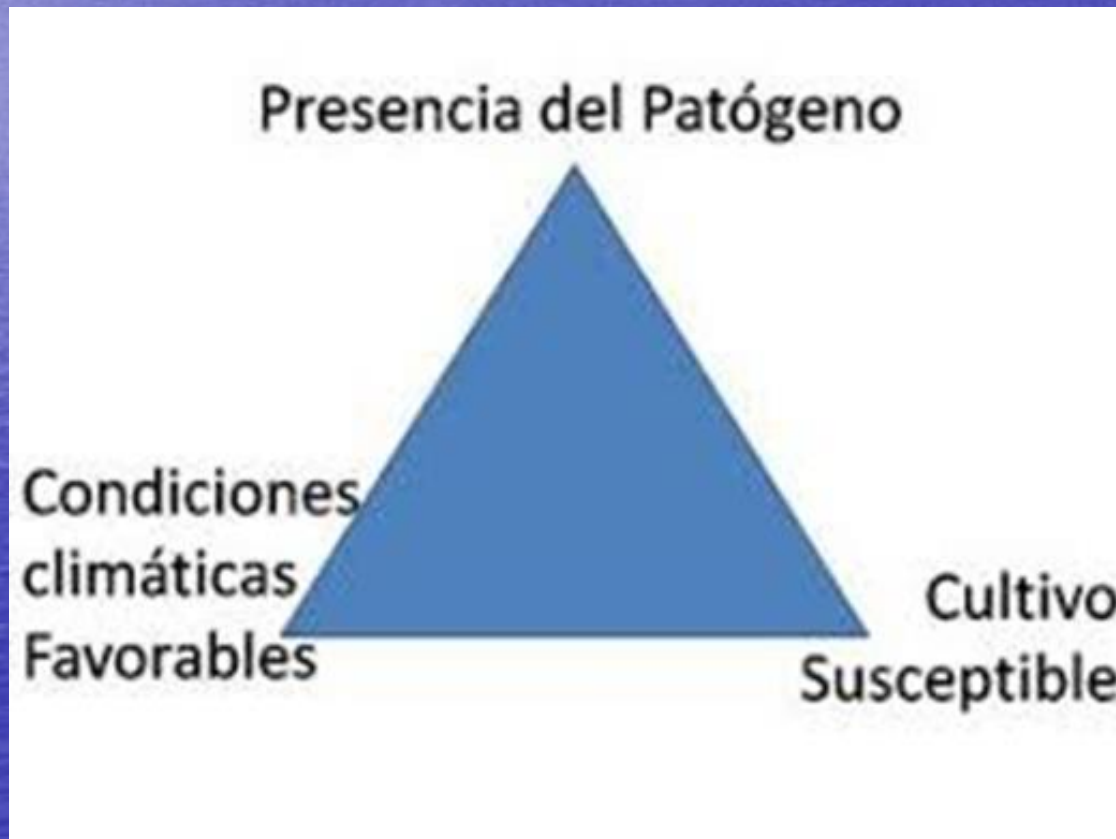 Presencia del Patógeno
Condiciones
climáticas
Favorables
Cultivo
Susceptible